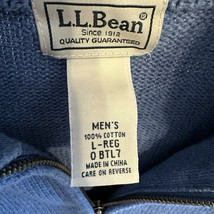 L.L.Bean®
Since 1912
QUALITY GUARANTEED
MEN'S
100% COTTON
L-REG
0 BTL7
MADE IN CHINA
CARE ON REVERSE